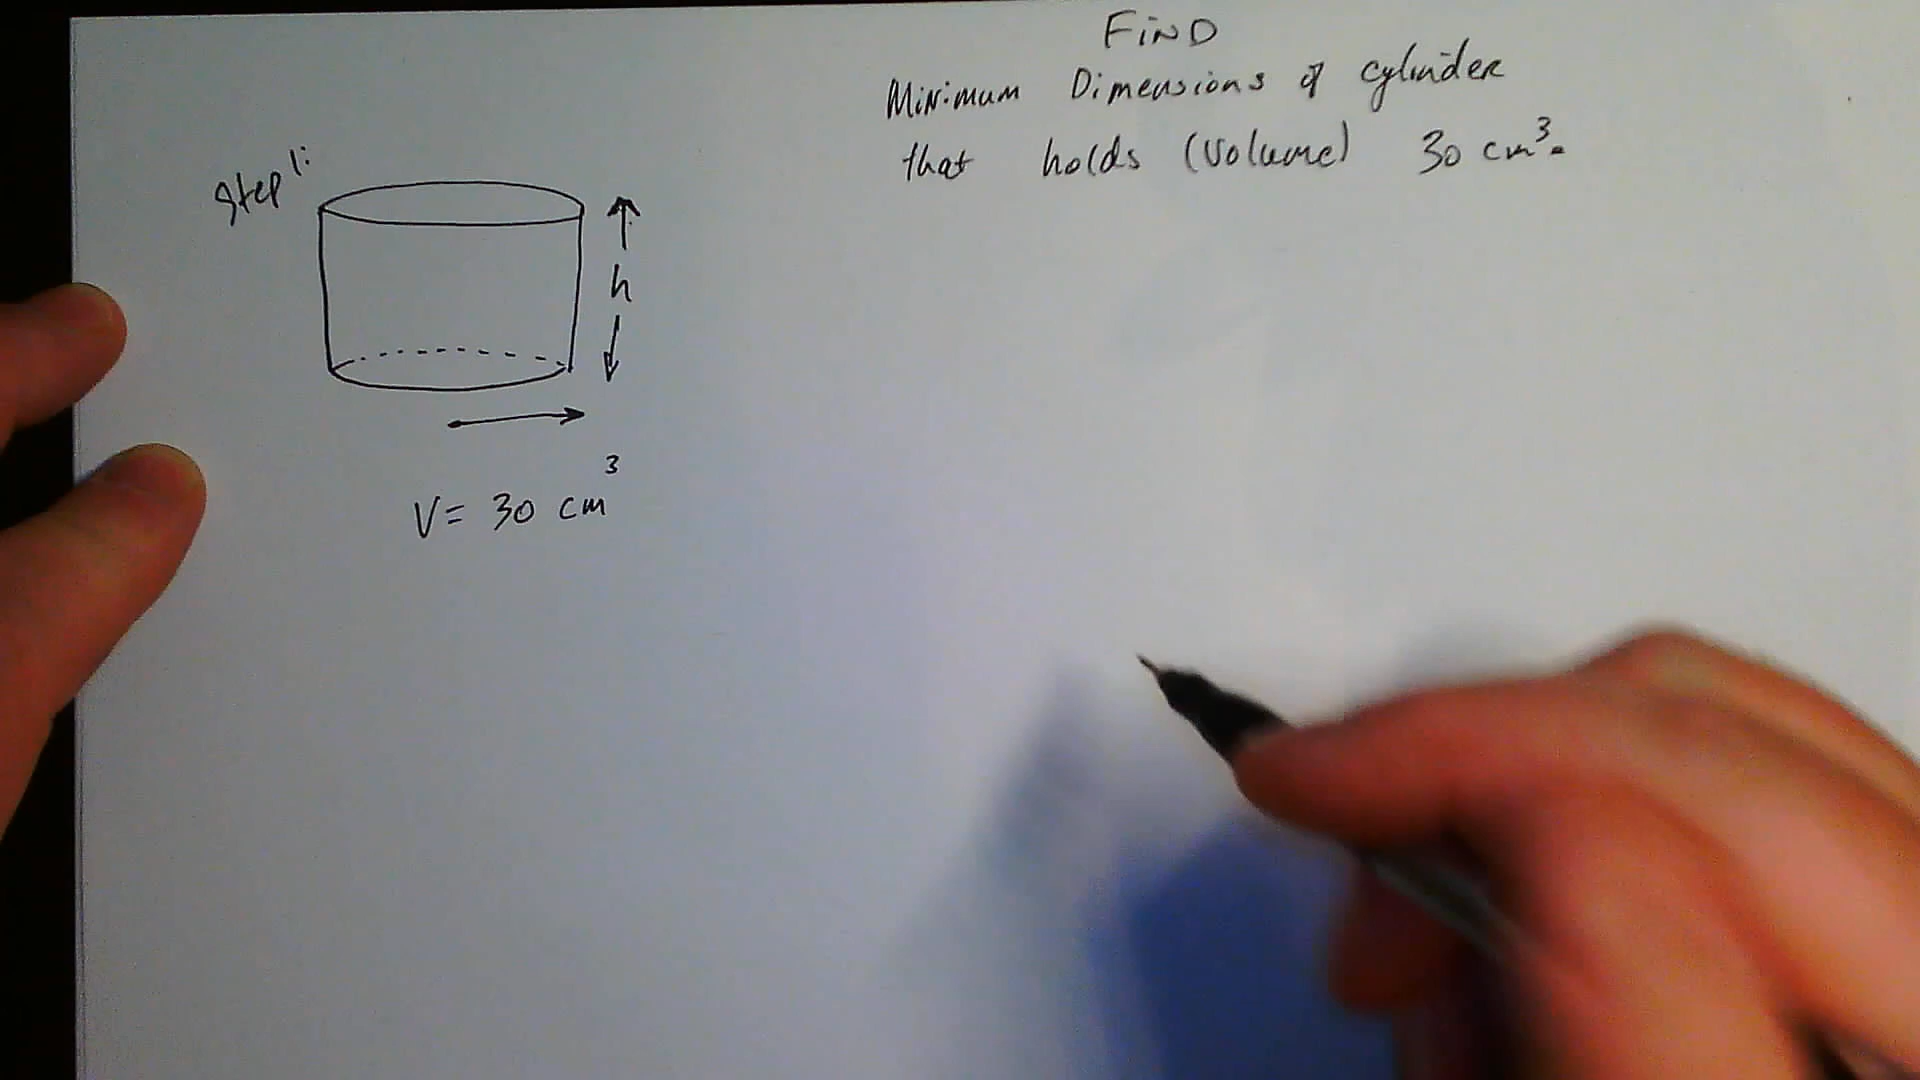 FIND
Minimum Dimensions of cylinder
that holds (Volume) 30 cm³.
Step 1:
h
V= 30 cm³